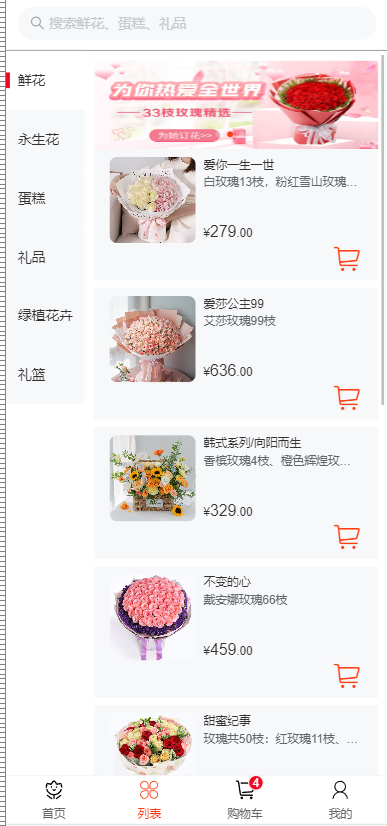 搜索鲜花、蛋糕、礼品
鲜花
永生花
蛋糕
礼品
绿植花卉
礼篮
为你热爱全世界
33枝玫瑰精选
为她订花>>
爱你一生一世
白玫瑰13枝，粉红雪山玫瑰...
¥279.00
爱莎公主99
艾莎玫瑰99枝
¥636.00
韩式系列/向阳而生
香槟玫瑰4枝、橙色辉煌玫...
¥329.00
不变的心
戴安娜玫瑰66枝
¥459.00
甜蜜纪事
玫瑰共50枝：红玫瑰11枝、...
首页
列表
4
购物车
我的